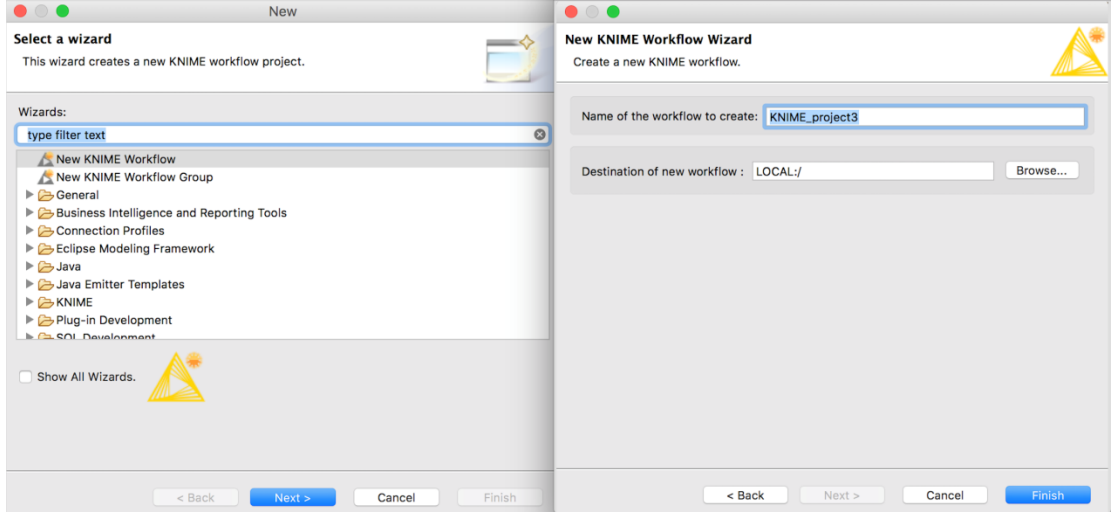 New
Select a wizard
This wizard creates a new KNIME workflow project.
Wizards:
type filter text
New KNIME Workflow
New KNIME Workflow Group
General
Business Intelligence and Reporting Tools
Connection Profiles
Eclipse Modeling Framework
Java
Java Emitter Templates
KNIME
Plug-in Development
SQL Development
Show All Wizards.
< Back Next > Cancel Finish
New KNIME Workflow Wizard
Create a new KNIME workflow.
Name of the workflow to create: KNIME_project3
Destination of new workflow : LOCAL:/ Browse...
< Back Next > Cancel Finish